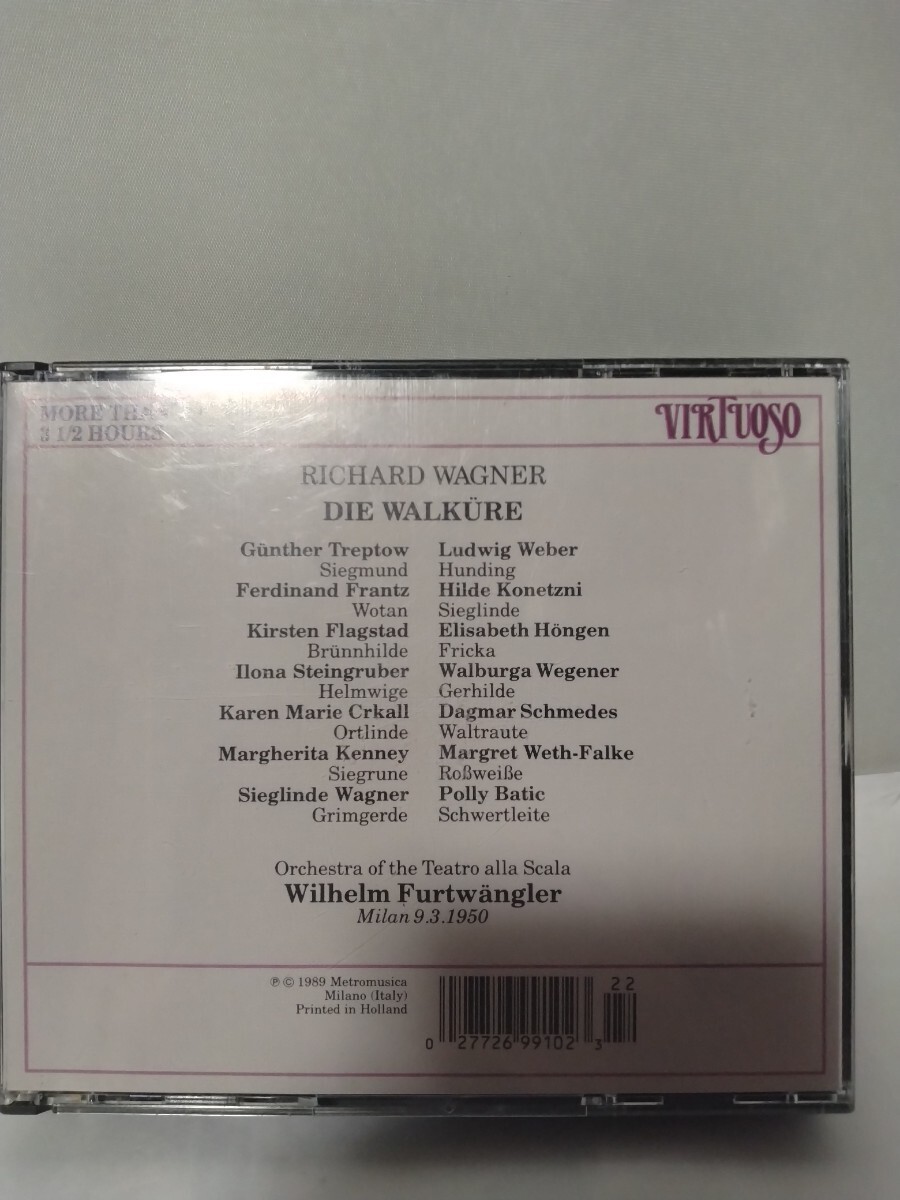 MORE THAN
3 1/2 HOURS
VIRTUOSO
RICHARD WAGNER
DIE WALKÜRE
Günther Treptow Ludwig Weber
Siegmund Hunding
Ferdinand Frantz Hilde Konetzni
Wotan Sieglinde
Kirsten Flagstad Elisabeth Höngen
Brünnhilde Fricka
Ilona Steingruber Walburga Wegener
Helmwige Gerhilde
Karen Marie Crkall Dagmar Schmedes
Ortlinde Waltraute
Margherita Kenney Margret Weth-Falke
Siegrune Roßweiße
Sieglinde Wagner Polly Batic
Grimgerde Schwertleite
Orchestra of the Teatro alla Scala
Wilhelm Furtwängler
Milan 9.3.1950
℗ © 1989 Metromusica
Milano (Italy)
Printed in Holland
22
0 27726 99102 3